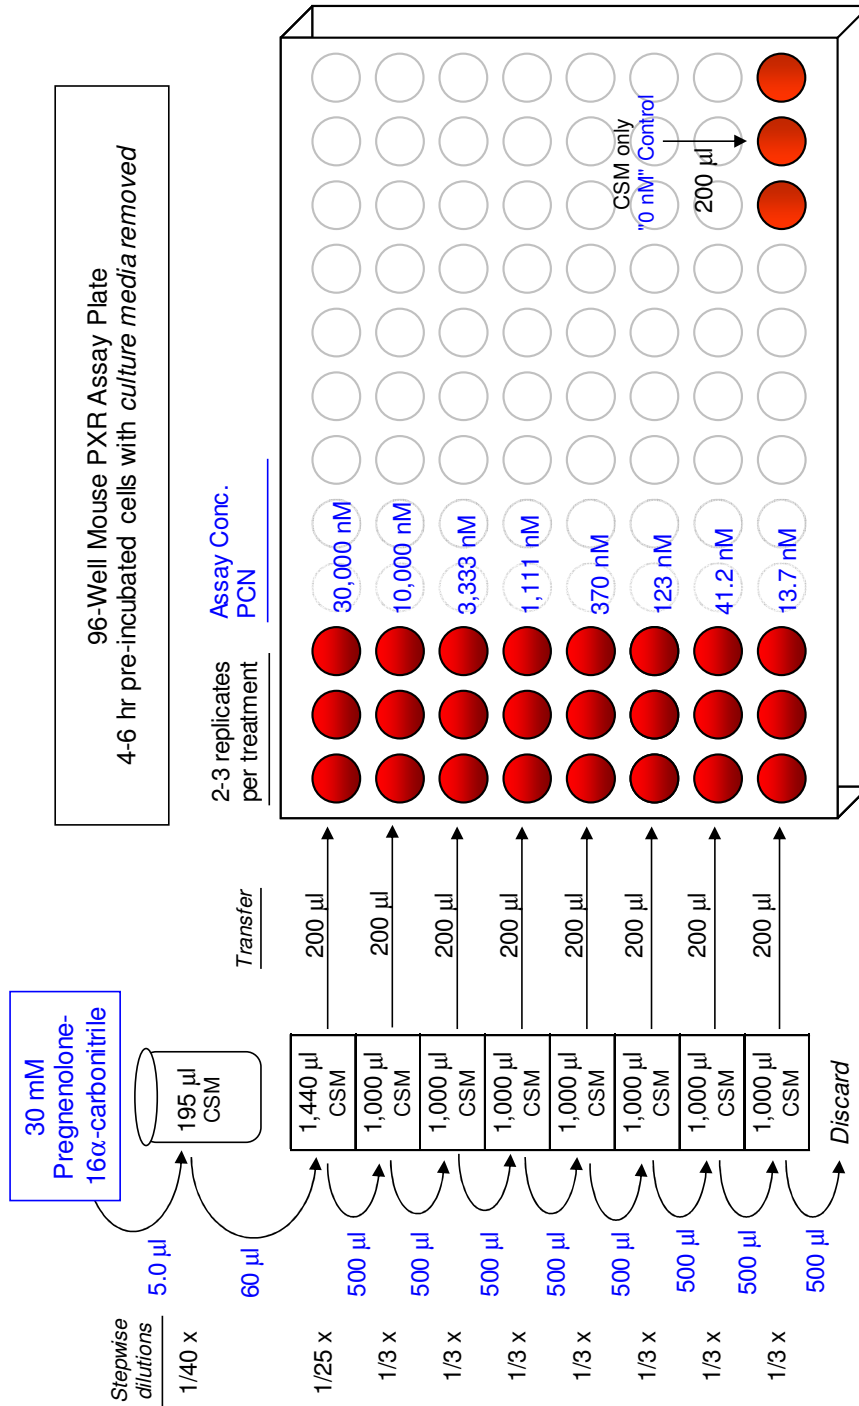 96-Well Mouse PXR Assay Plate
4-6 hr pre-incubated cells with culture media removed
30 mM
Pregnenolone-
16α-carbonitrile
Stepwise
dilutions
1/40 x
5.0 µl
195 µl
CSM
60 µl
Transfer
2-3 replicates
per treatment
Assay Conc.
PCN
1/25 x
1,440 µl
CSM
200 µl
30,000 nM
500 µl
1/3 x
1,000 µl
CSM
200 µl
10,000 nM
500 µl
1/3 x
1,000 µl
CSM
200 µl
3,333 nM
500 µl
1/3 x
1,000 µl
CSM
200 µl
1,111 nM
500 µl
1/3 x
1,000 µl
CSM
200 µl
370 nM
500 µl
1/3 x
1,000 µl
CSM
200 µl
123 nM
500 µl
1/3 x
1,000 µl
CSM
200 µl
41.2 nM
500 µl
1/3 x
1,000 µl
CSM
200 µl
13.7 nM
500 µl
Discard
CSM only
"0 nM" Control
200 µl